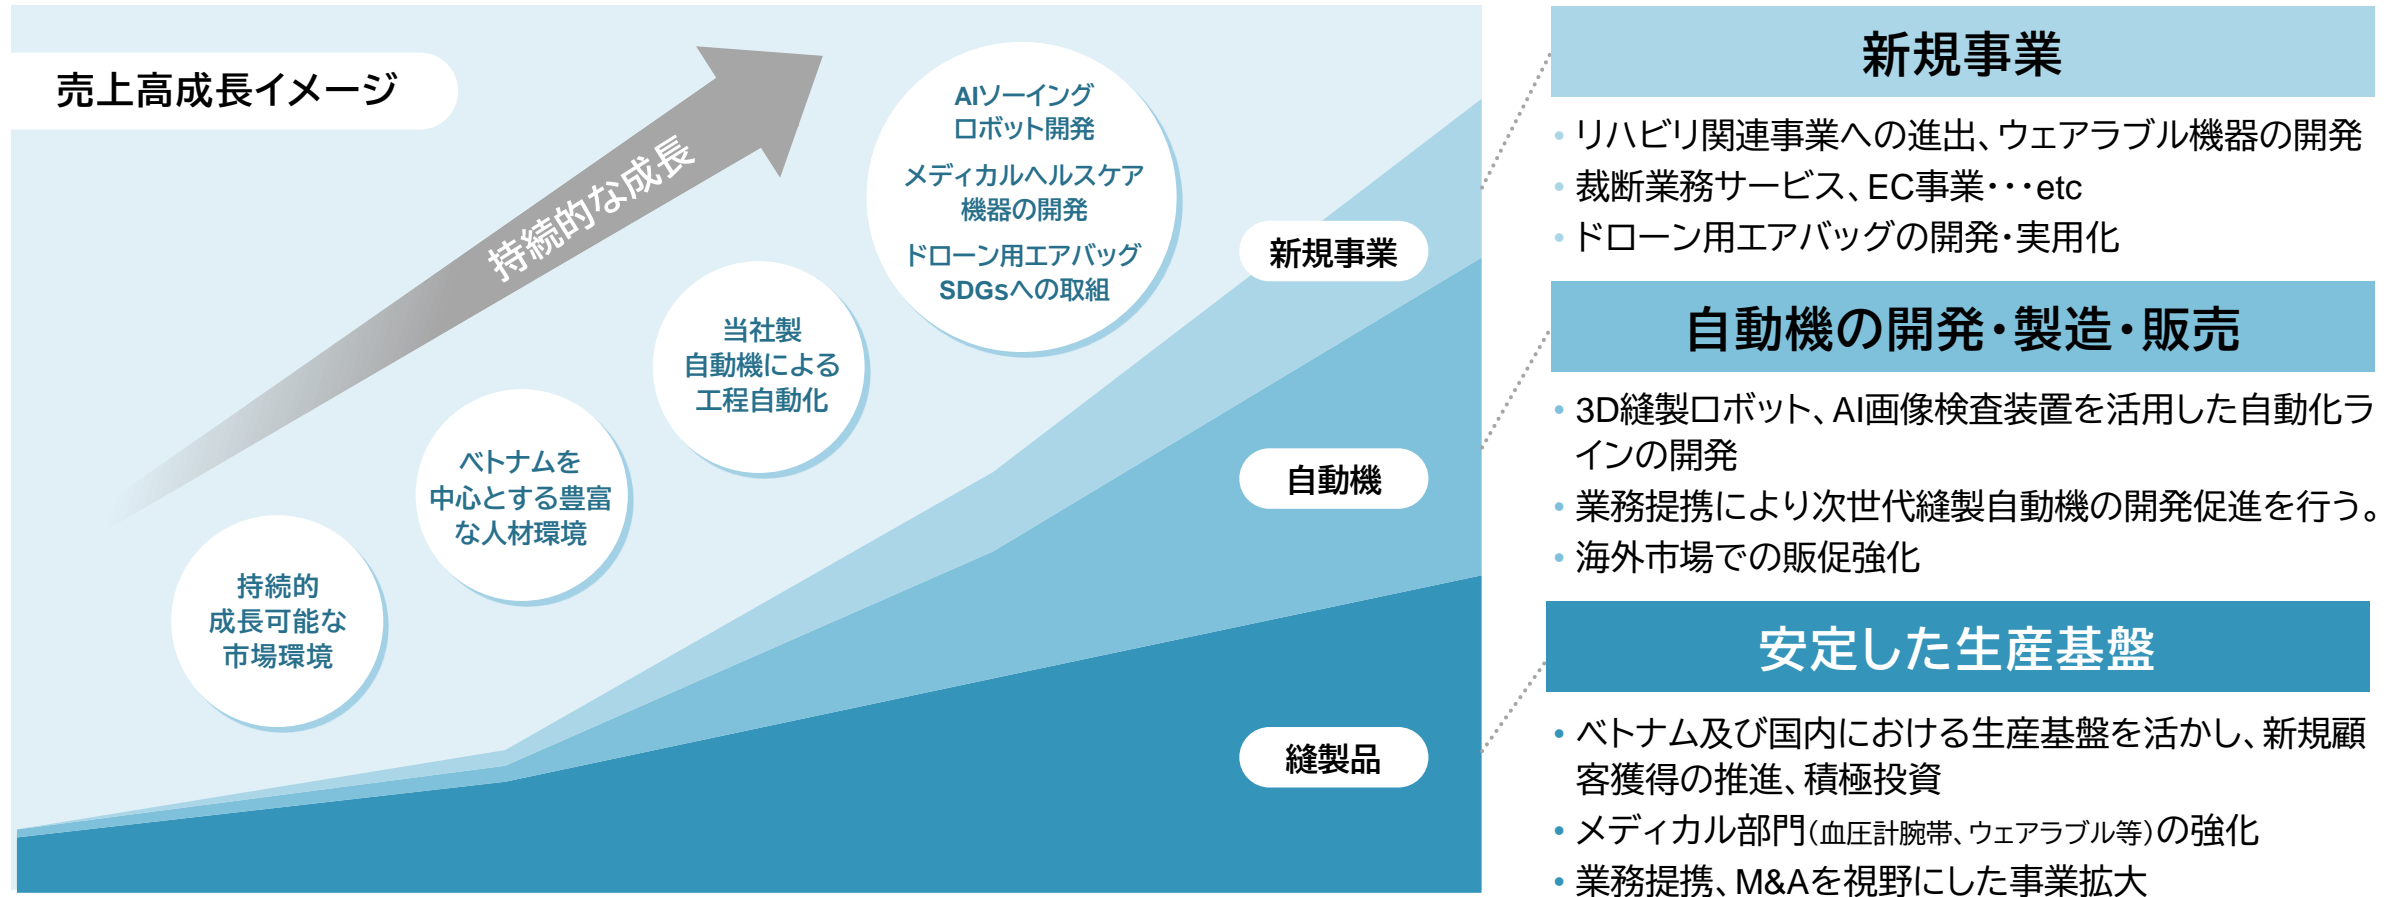 売上高成長イメージ
持続的な成長
持続的
成長可能な
市場環境
ベトナムを
中心とする豊富
な人材環境
当社製
自動機による
工程自動化
AIソーイング
ロボット開発
メディカルヘルスケア
機器の開発
ドローン用エアバッグ
SDGsへの取組
新規事業
自動機
縫製品
新規事業
・リハビリ関連事業への進出、ウェアラブル機器の開発
・裁断業務サービス、EC事業・・・etc
・ドローン用エアバッグの開発・実用化
自動機の開発・製造・販売
・3D縫製ロボット、AI画像検査装置を活用した自動化ラ
インの開発
・業務提携により次世代縫製自動機の開発促進を行う。
・海外市場での販促強化
安定した生産基盤
・ベトナム及び国内における生産基盤を活かし、新規顧
客獲得の推進、積極投資
・メディカル部門(血圧計腕帯、ウェアラブル等)の強化
・業務提携、M&Aを視野にした事業拡大